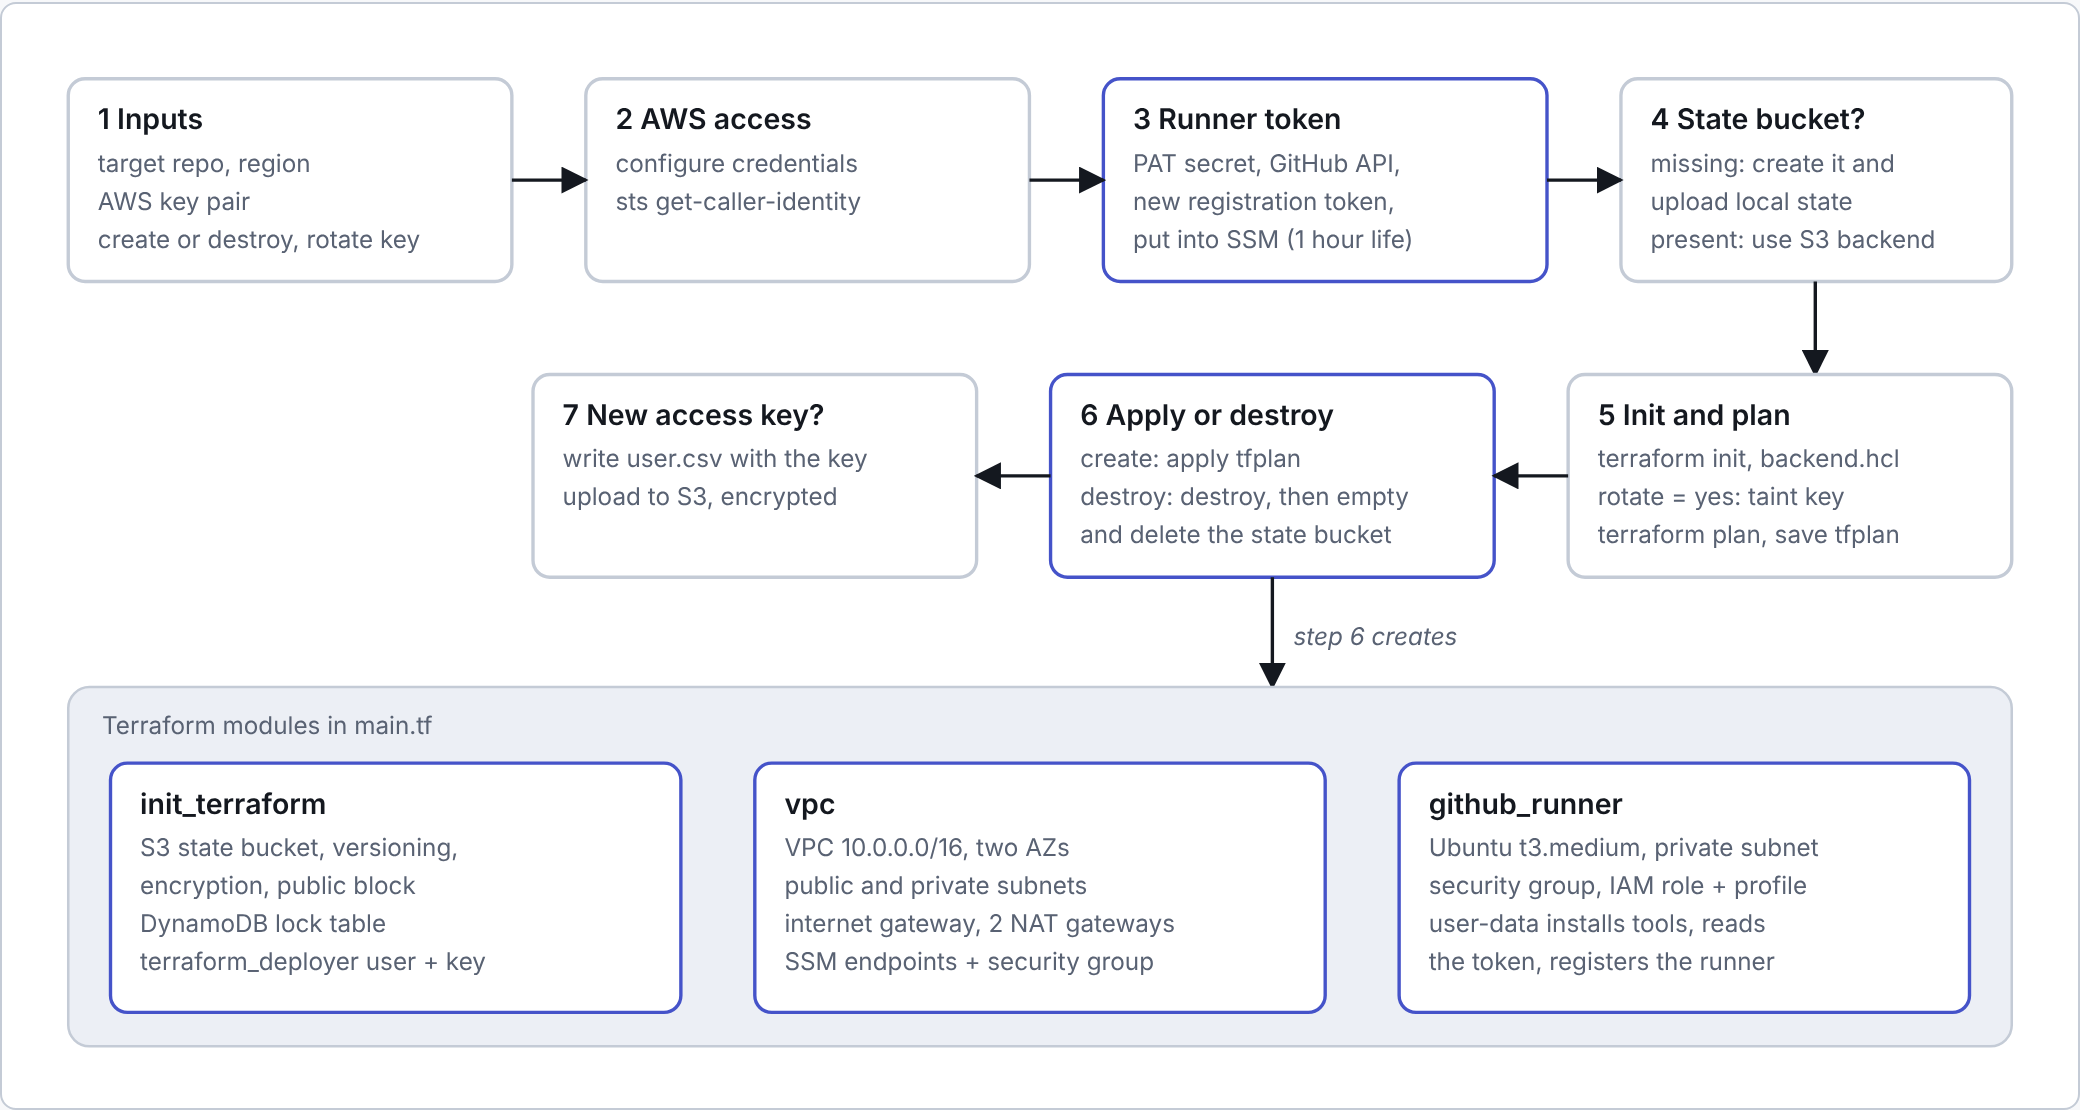 1 Inputs
target repo, region
AWS key pair
create or destroy, rotate key
2 AWS access
configure credentials
sts get-caller-identity
3 Runner token
PAT secret, GitHub API,
new registration token,
put into SSM (1 hour life)
4 State bucket?
missing: create it and
upload local state
present: use S3 backend
5 Init and plan
terraform init, backend.hcl
rotate = yes: taint key
terraform plan, save tfplan
6 Apply or destroy
create: apply tfplan
destroy: destroy, then empty
and delete the state bucket
7 New access key?
write user.csv with the key
upload to S3, encrypted
step 6 creates
Terraform modules in main.tf
init_terraform
S3 state bucket, versioning,
encryption, public block
DynamoDB lock table
terraform_deployer user + key
vpc
VPC 10.0.0.0/16, two AZs
public and private subnets
internet gateway, 2 NAT gateways
SSM endpoints + security group
github_runner
Ubuntu t3.medium, private subnet
security group, IAM role + profile
user-data installs tools, reads
the token, registers the runner